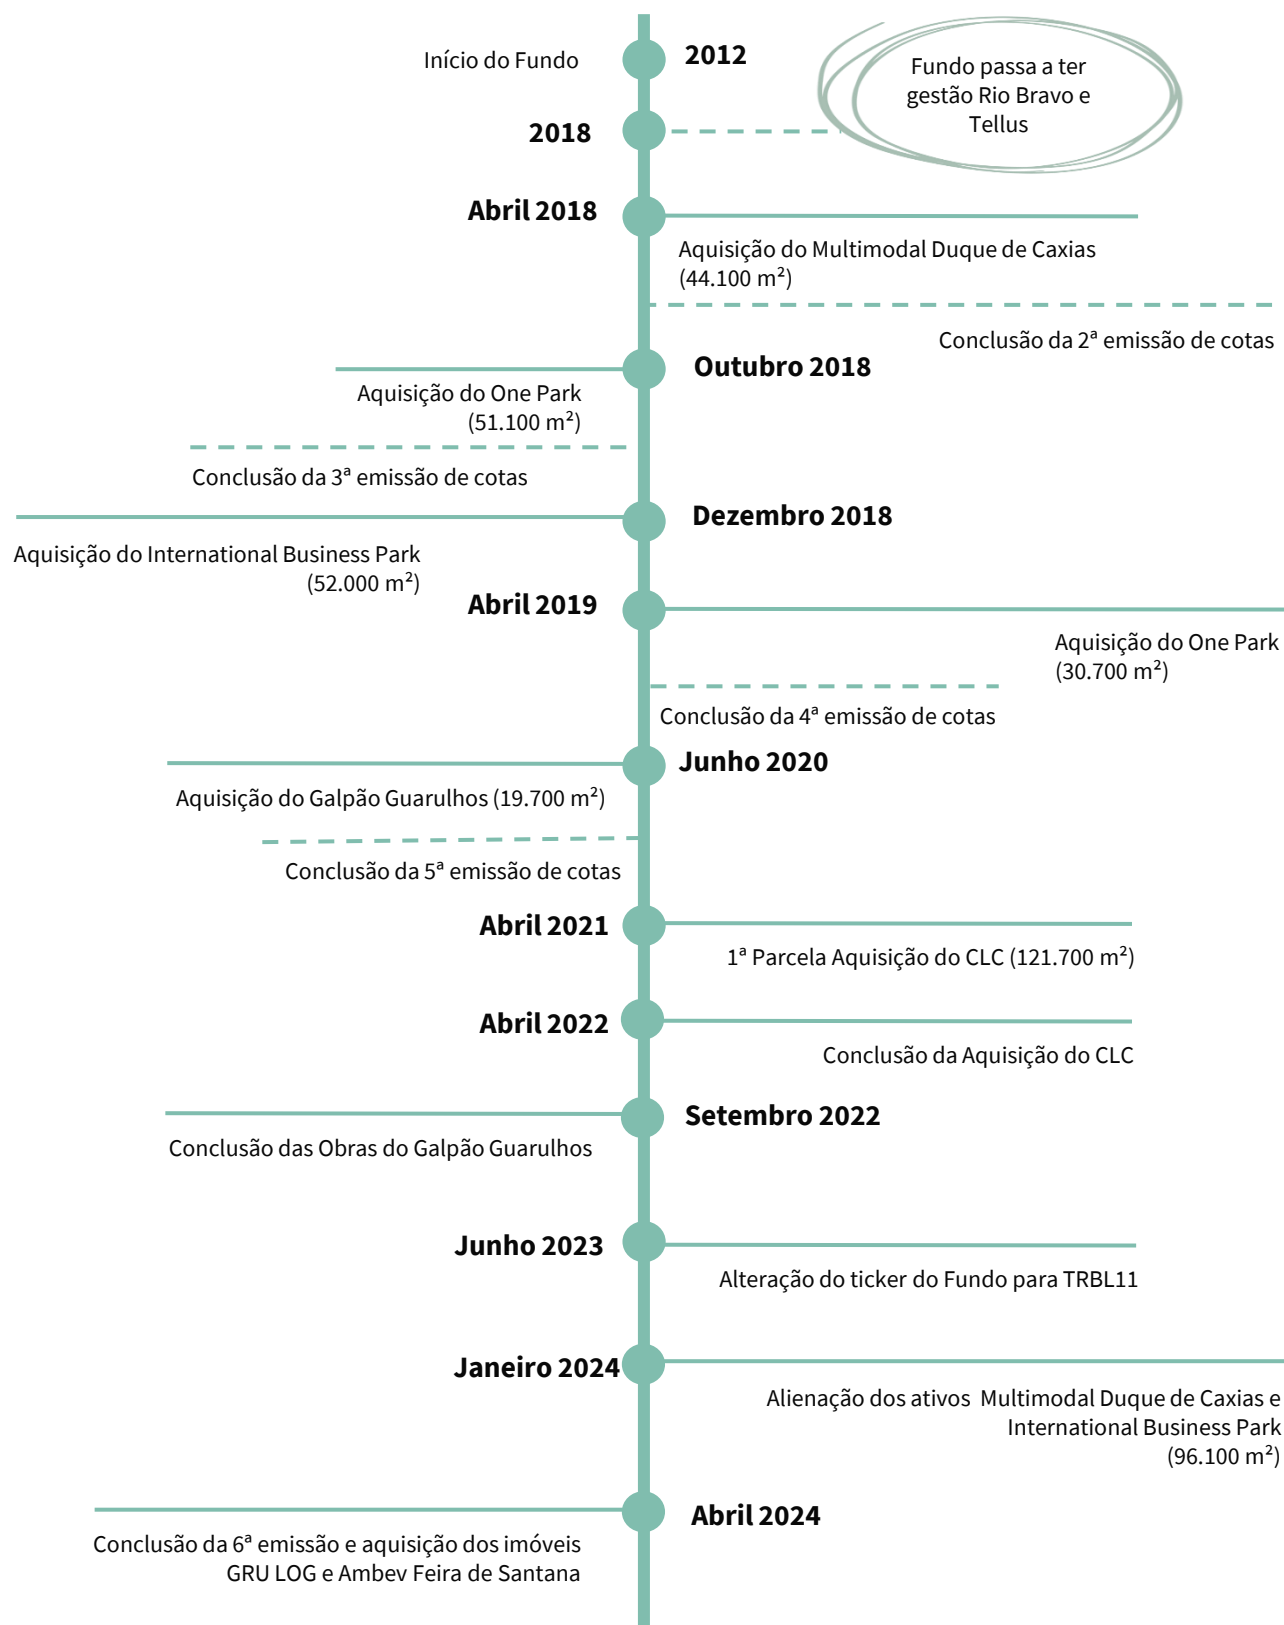 Início do Fundo
2012
Fundo passa a ter
gestão Rio Bravo e
Tellus
2018
Abril 2018
Aquisição do Multimodal Duque de Caxias
(44.100 m²)
Conclusão da 2ª emissão de cotas
Outubro 2018
Aquisição do One Park
(51.100 m²)
Conclusão da 3ª emissão de cotas
Dezembro 2018
Aquisição do International Business Park
(52.000 m²)
Abril 2019
Aquisição do One Park
(30.700 m²)
Conclusão da 4ª emissão de cotas
Junho 2020
Aquisição do Galpão Guarulhos (19.700 m²)
Conclusão da 5ª emissão de cotas
Abril 2021
1ª Parcela Aquisição do CLC (121.700 m²)
Abril 2022
Conclusão da Aquisição do CLC
Setembro 2022
Conclusão das Obras do Galpão Guarulhos
Junho 2023
Alteração do ticker do Fundo para TRBL11
Janeiro 2024
Alienação dos ativos  Multimodal Duque de Caxias e
International Business Park
(96.100 m²)
Abril 2024
Conclusão da 6ª emissão e aquisição dos imóveis
GRU LOG e Ambev Feira de Santana